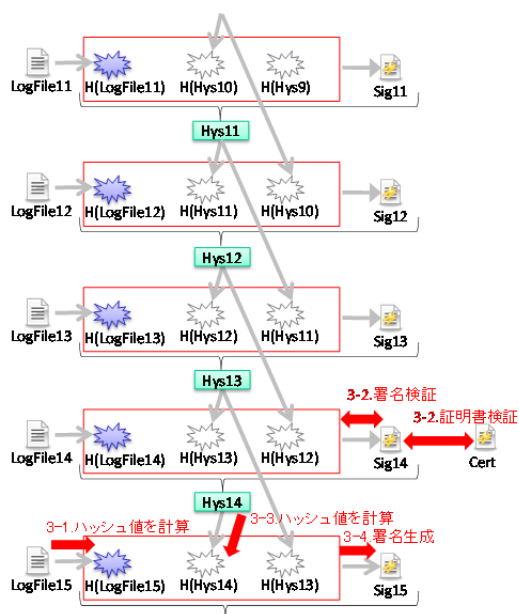 LogFile11
H(LogFile11)
H(Hys10)
H(Hys9)
Sig11
Hys11
LogFile12
H(LogFile12)
H(Hys11)
H(Hys10)
Sig12
Hys12
LogFile13
H(LogFile13)
H(Hys12)
H(Hys11)
Sig13
Hys13
3-2.署名検証
3-2.証明書検証
LogFile14
H(LogFile14)
H(Hys13)
H(Hys12)
Sig14
Cert
Hys14
3-1.ハッシュ値を計算
3-3.ハッシュ値を計算
3-4.署名生成
LogFile15
H(LogFile15)
H(Hys14)
H(Hys13)
Sig15